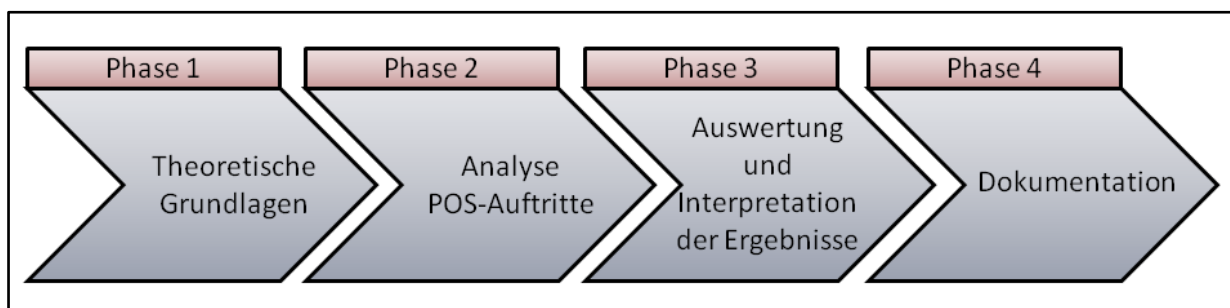 Phase 1
Theoretische
Grundlagen
Phase 2
Analyse
POS-Auftritte
Phase 3
Auswertung
und
Interpretation
der Ergebnisse
Phase 4
Dokumentation